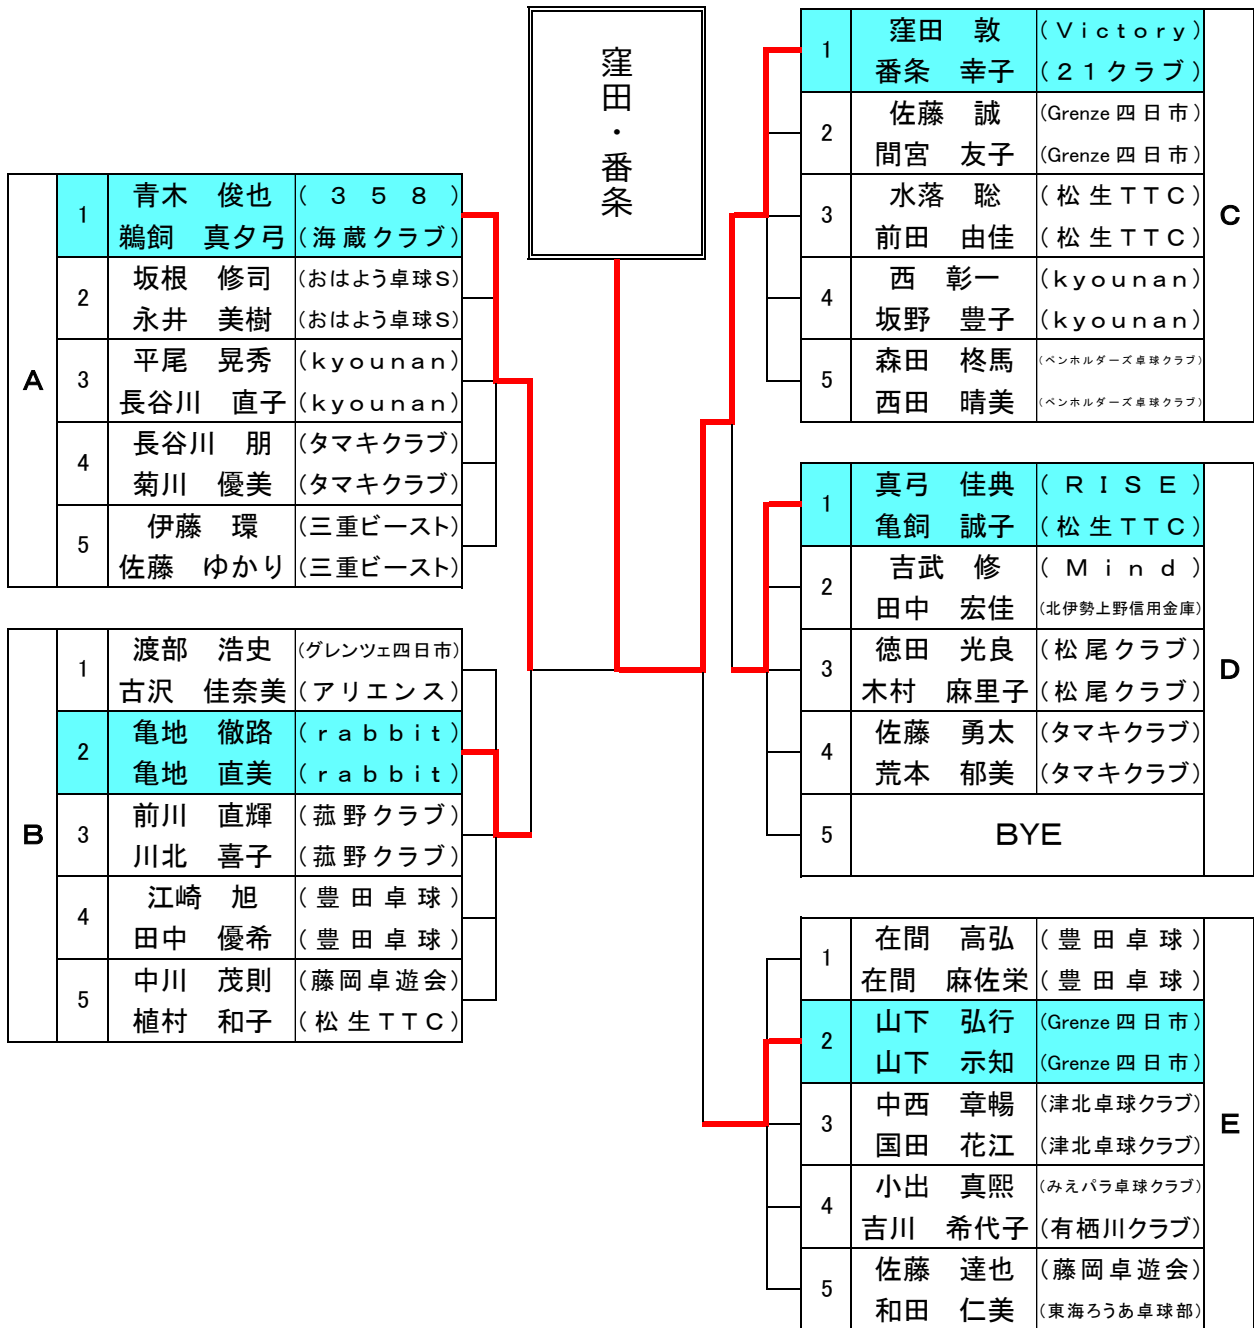 窪田・番条
A
1
青木 俊也 (358)
鵜飼 真夕弓 (海蔵クラブ)
2
坂根 修司 (おはよう卓球S)
永井 美樹 (おはよう卓球S)
3
平尾 晃秀 (kyounan)
長谷川 直子 (kyounan)
4
長谷川 朋 (タマキクラブ)
菊川 優美 (タマキクラブ)
5
伊藤 環 (三重ビースト)
佐藤 ゆかり (三重ビースト)
B
1
渡部 浩史 (グレンツェ四日市)
古沢 佳奈美 (アリエンス)
2
亀地 徹路 (rabbit)
亀地 直美 (rabbit)
3
前川 直輝 (菰野クラブ)
川北 喜子 (菰野クラブ)
4
江崎 旭 (豊田卓球)
田中 優希 (豊田卓球)
5
中川 茂則 (藤岡卓遊会)
植村 和子 (松生TTC)
C
1
窪田 敦 (Victory)
番条 幸子 (21クラブ)
2
佐藤 誠 (Grenze四日市)
間宮 友子 (Grenze四日市)
3
水落 聡 (松生TTC)
前田 由佳 (松生TTC)
4
西 彰一 (kyounan)
坂野 豊子 (kyounan)
5
森田 柊馬 (ペンホルダーズ卓球クラブ)
西田 晴美 (ペンホルダーズ卓球クラブ)
D
1
真弓 佳典 (RISE)
亀飼 誠子 (松生TTC)
2
吉武 修 (Mind)
田中 宏佳 (北伊勢上野信用金庫)
3
徳田 光良 (松尾クラブ)
木村 麻里子 (松尾クラブ)
4
佐藤 勇太 (タマキクラブ)
荒本 郁美 (タマキクラブ)
5
BYE
E
1
在間 高弘 (豊田卓球)
在間 麻佐栄 (豊田卓球)
2
山下 弘行 (Grenze四日市)
山下 示知 (Grenze四日市)
3
中西 章暢 (津北卓球クラブ)
国田 花江 (津北卓球クラブ)
4
小出 真熙 (みえパラ卓球クラブ)
吉川 希代子 (有栖川クラブ)
5
佐藤 達也 (藤岡卓遊会)
和田 仁美 (東海ろうあ卓球部)